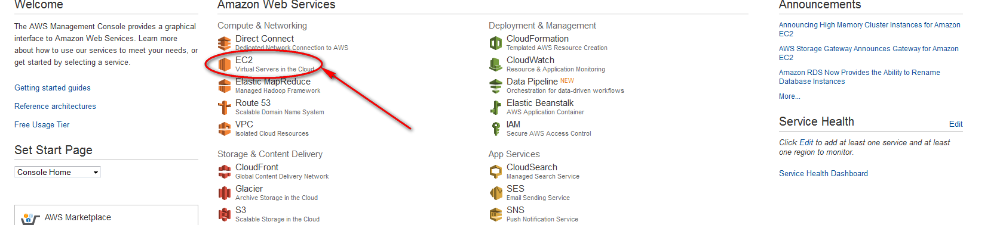 Welcome
The AWS Management Console provides a graphical
interface to Amazon Web Services. Learn more
about how to use our services to meet your needs, or
get started by selecting a service.
Getting started guides
Reference architectures
Free Usage Tier
Set Start Page
Console Home
AWS Marketplace
Amazon Web Services
Compute & Networking
Direct Connect
Dedicated Network Connection to AWS
EC2
Virtual Servers in the Cloud
Elastic MapReduce
Managed Hadoop Framework
Route 53
Scalable Domain Name System
VPC
Isolated Cloud Resources
Storage & Content Delivery
CloudFront
Global Content Delivery Network
Glacier
Archive Storage in the Cloud
S3
Scalable Storage in the Cloud
Deployment & Management
CloudFormation
Templated AWS Resource Creation
CloudWatch
Resource & Application Monitoring
Data Pipeline NEW
Orchestration for data-driven workflows
Elastic Beanstalk
AWS Application Container
IAM
Secure AWS Access Control
App Services
CloudSearch
Managed Search Service
SES
Email Sending Service
SNS
Push Notification Service
Announcements
Announcing High Memory Cluster Instances for Amazon
EC2
AWS Storage Gateway Announces Gateway for Amazon
EC2
Amazon RDS Now Provides the Ability to Rename
Database Instances
More...
Service Health Edit
Click Edit to add at least one service and at least
one region to monitor.
Service Health Dashboard